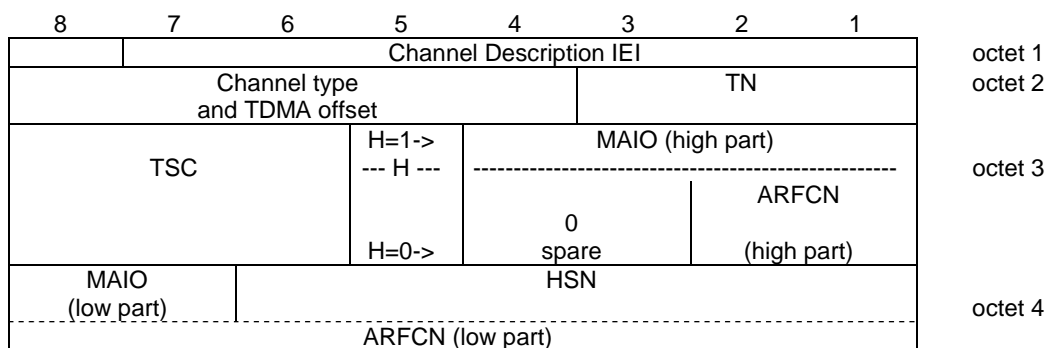 8 7 6 5 4 3 2 1
Channel Description IEI octet 1
Channel type TN octet 2
and TDMA offset
H=1-> MAIO (high part)
TSC --- H --- ------------------------------------------------------ octet 3
ARFCN
0
H=0-> spare (high part)
MAIO HSN
(low part) octet 4
ARFCN (low part)